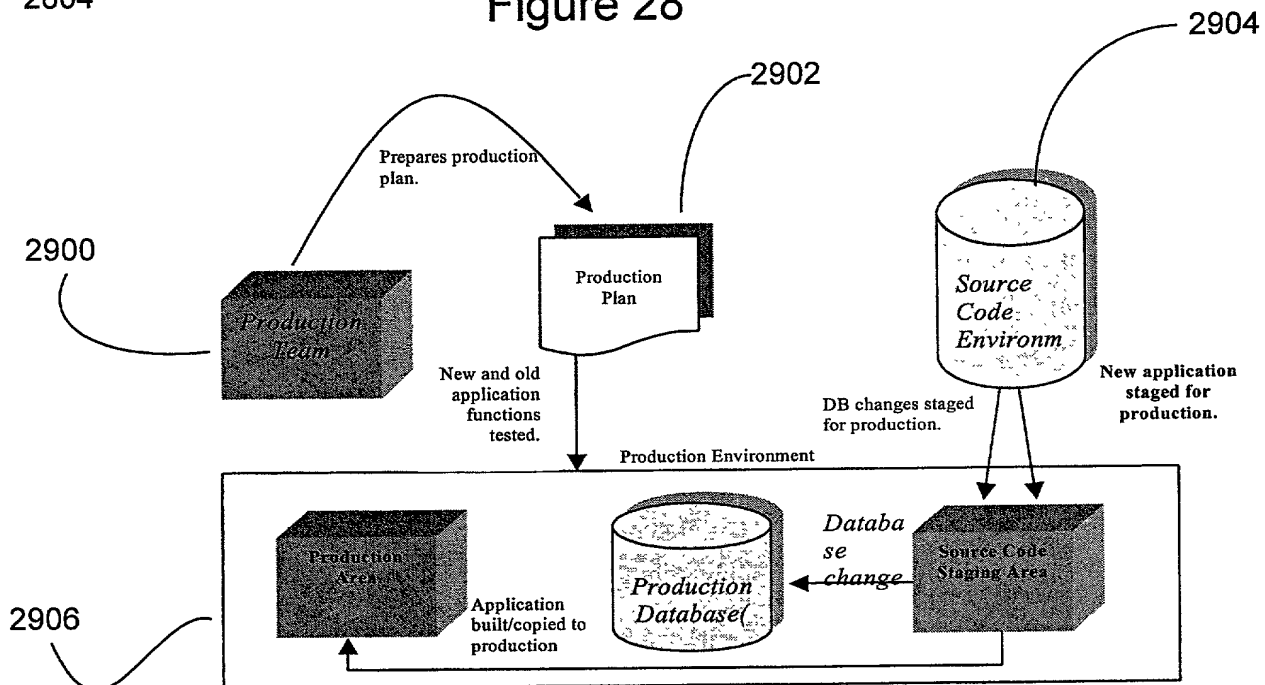 Figure 28
2904
2902
Prepares production
plan.
2900
Production
Team
Production
Plan
Source
Code
Environm
New and old
application
functions
tested.
DB changes staged
for production.
New application
staged for
production.
Production Environment
Production
Area
Application
built/copied to
production
Production
Database(
Databa
se
change
Source Code
Staging Area
2906